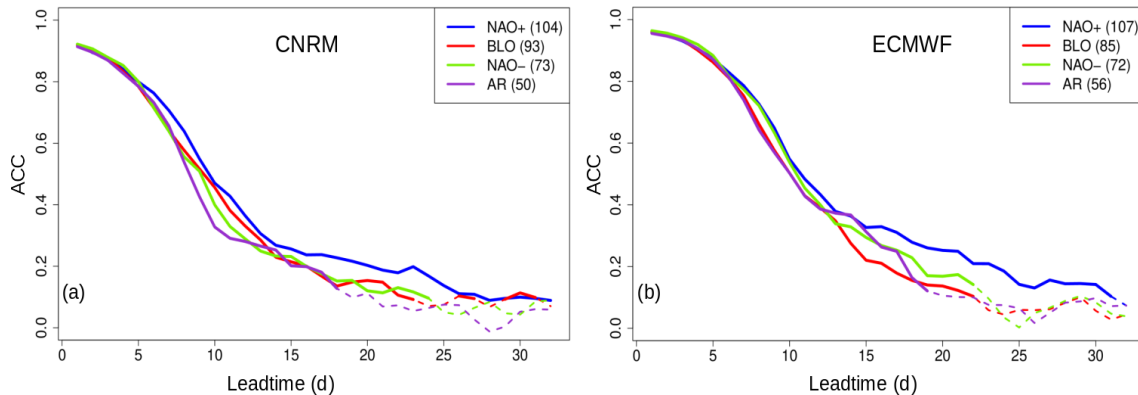 CNRM
NAO+ (104)
BLO (93)
NAO− (73)
AR (50)
ACC
1.0
0.8
0.6
0.4
0.2
0.0
(a)
0 5 10 15 20 25 30
Leadtime (d)
ECMWF
NAO+ (107)
BLO (85)
NAO− (72)
AR (56)
ACC
1.0
0.8
0.6
0.4
0.2
0.0
(b)
0 5 10 15 20 25 30
Leadtime (d)